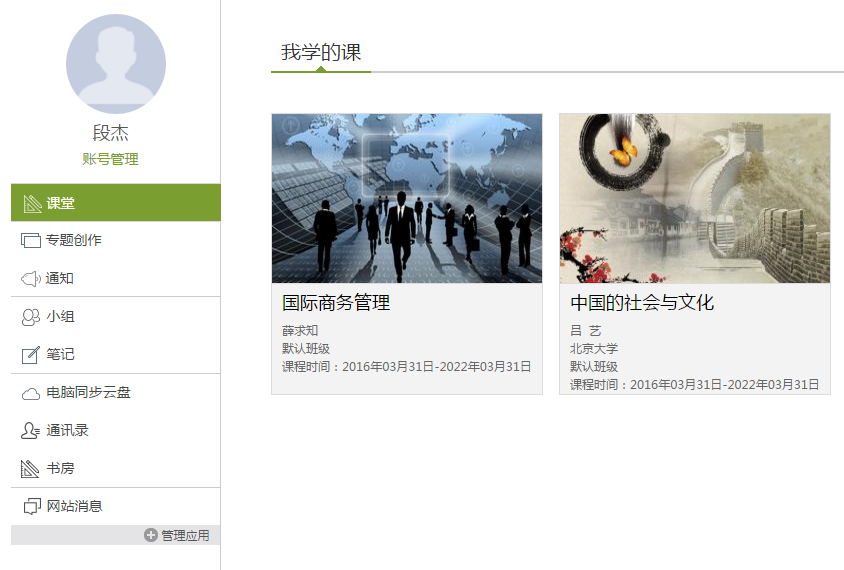 段杰
账号管理
课堂
专题创作
通知
小组
笔记
电脑同步云盘
通讯录
书房
网站消息
管理应用
我学的课
国际商务管理
薛求知
默认班级
课程时间：2016年03月31日-2022年03月31日
中国的社会与文化
吕 艺
北京大学
默认班级
课程时间：2016年03月31日-2022年03月31日